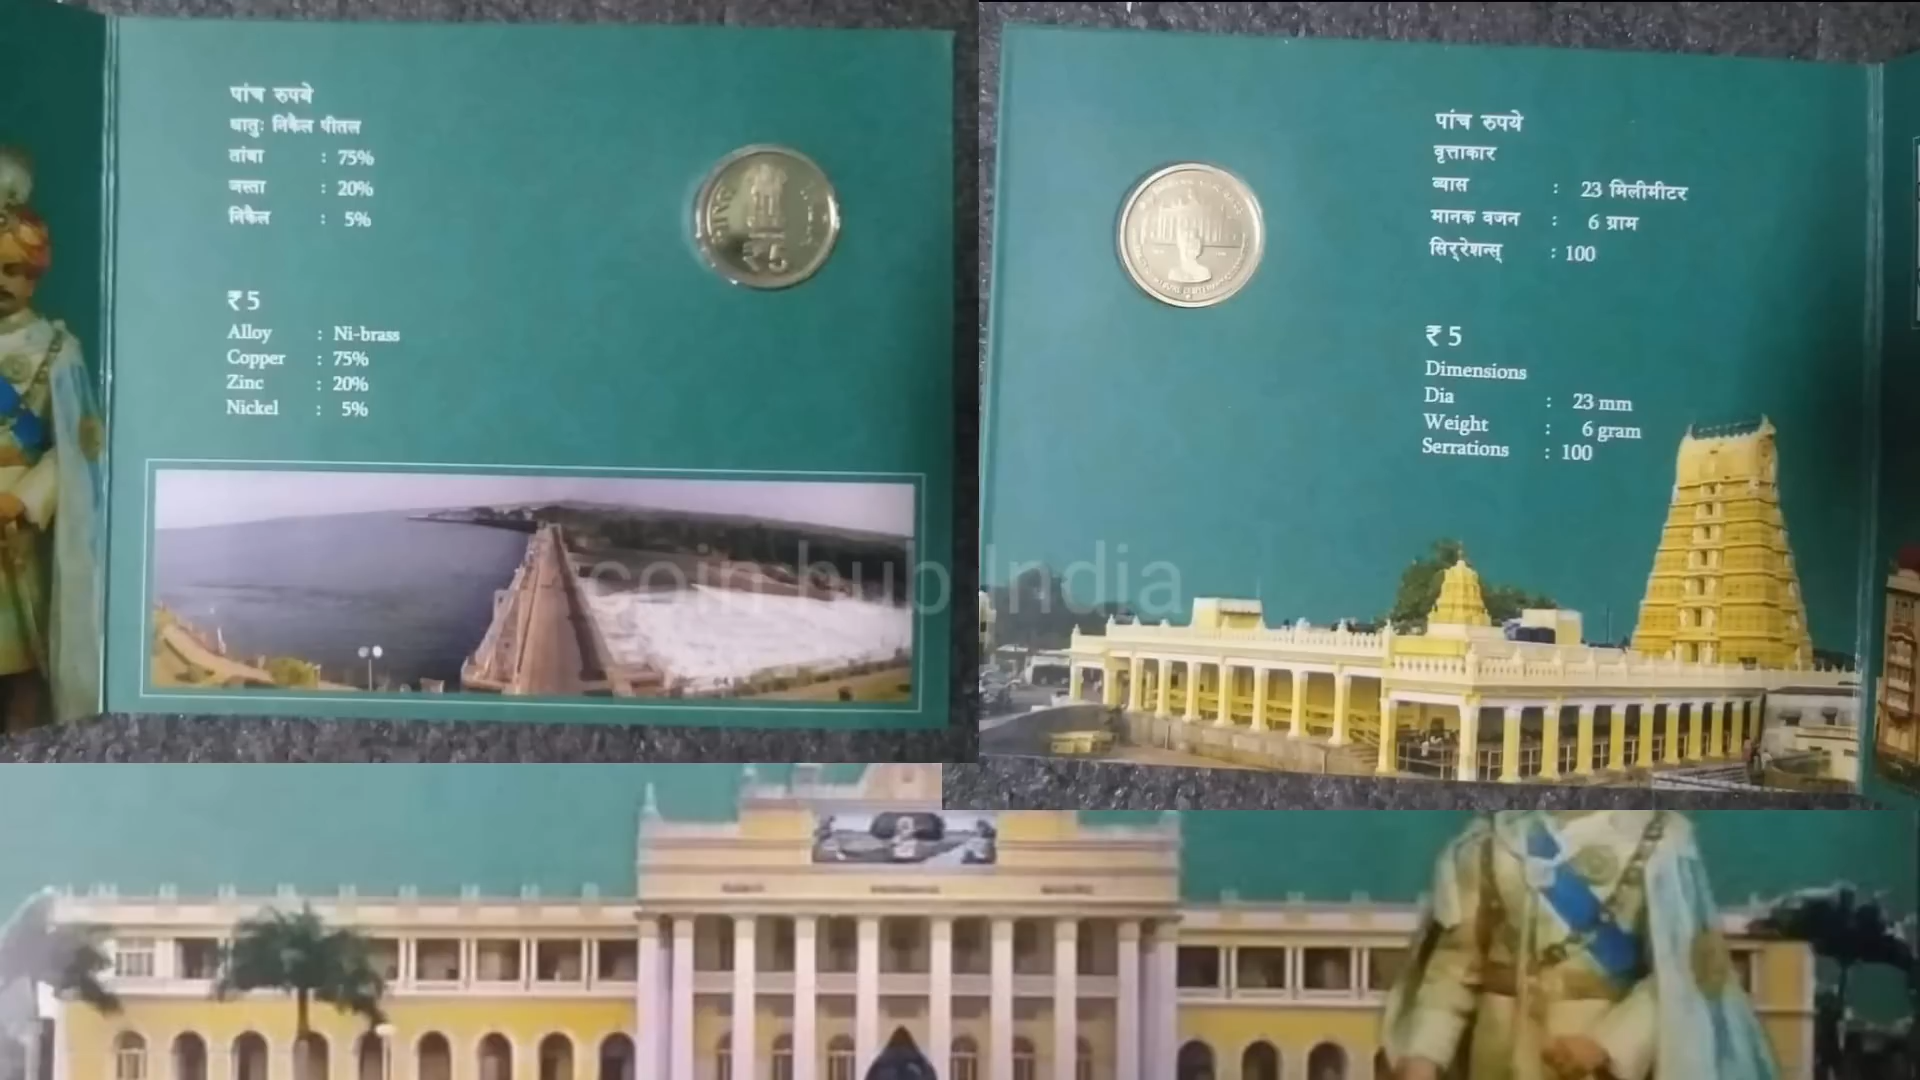 पांच रुपये
धातुः निकैल पीतल
तांबा : 75%
जस्ता : 20%
निकैल : 5%
₹ 5
Alloy : Ni-brass
Copper : 75%
Zinc : 20%
Nickel : 5%
₹ 5
पांच रुपये
वृत्ताकार
व्यास : 23 मिलीमीटर
मानक वजन : 6 ग्राम
सिर्रेशन्स् : 100
₹ 5
Dimensions
Dia : 23 mm
Weight : 6 gram
Serrations : 100
coin hub India